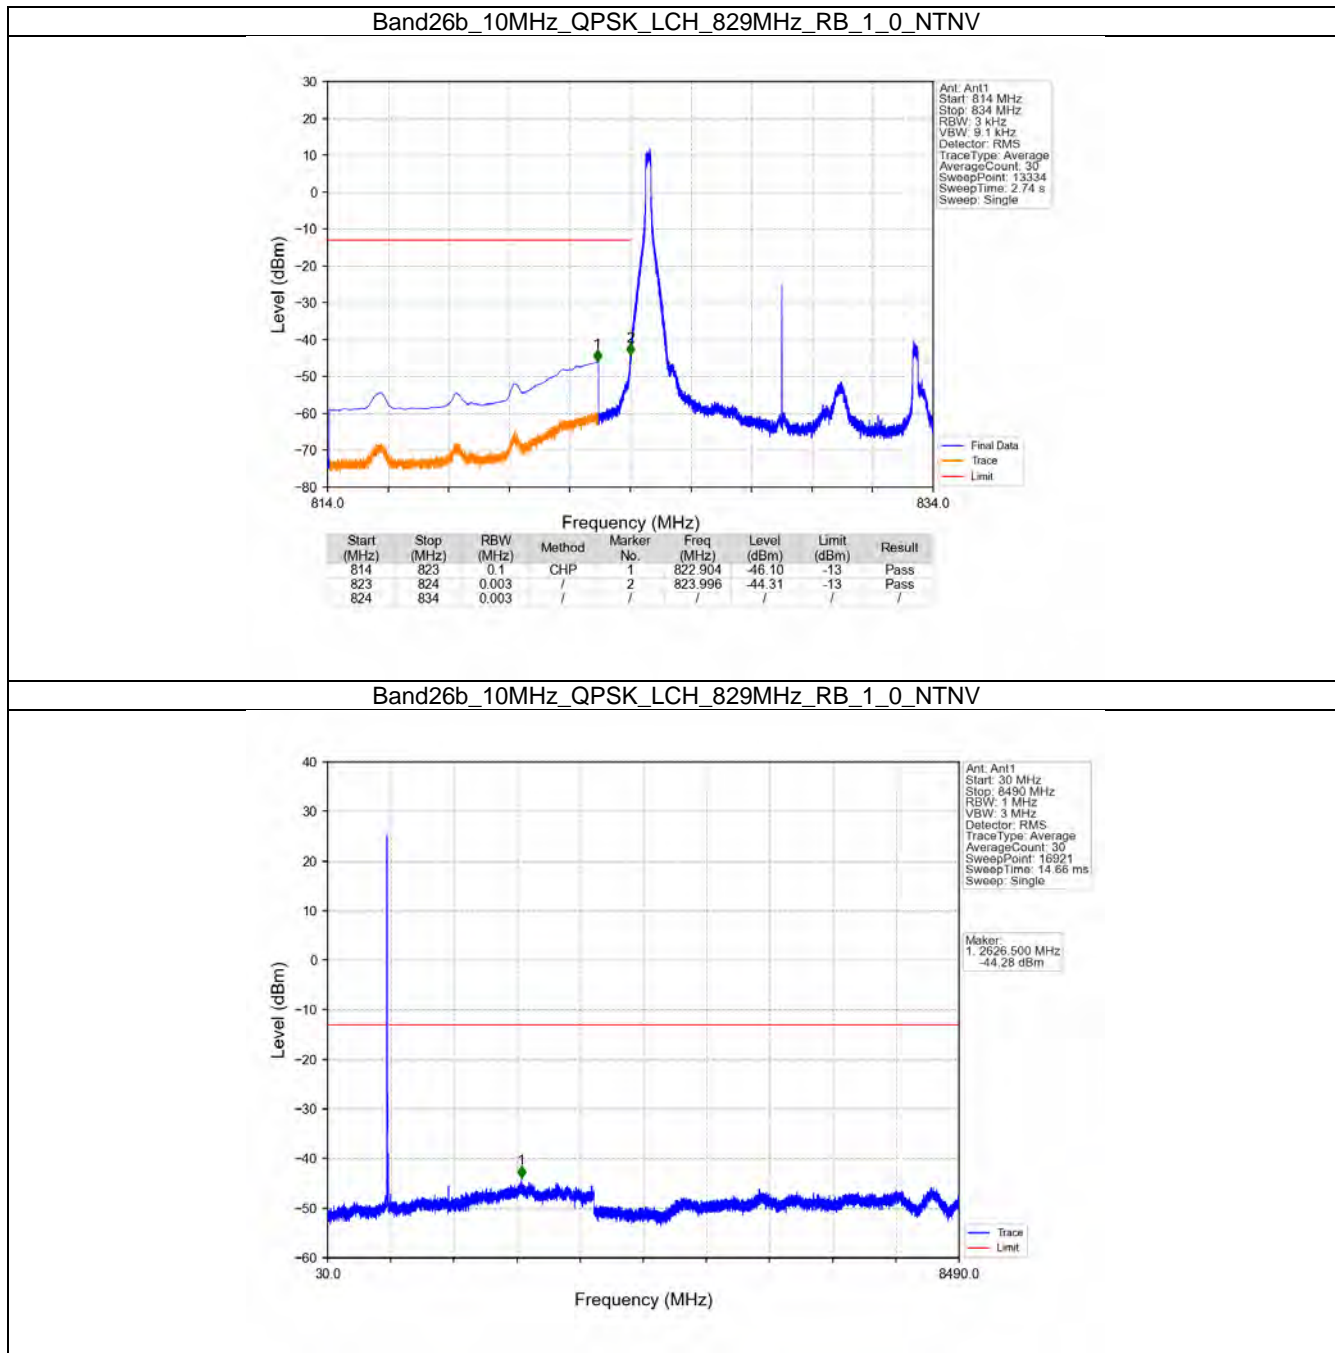 Band26b_10MHz_QPSK_LCH_829MHz_RB_1_0_NTNV
30
20
10
0
−10
−20
−30
−40
−50
−60
−70
−80
Level (dBm)
1
2
814.0
834.0
Frequency (MHz)
Ant: Ant1
Start: 814 MHz
Stop: 834 MHz
RBW: 3 kHz
VBW: 9.1 kHz
Detector: RMS
TraceType: Average
AverageCount: 30
SweepPoint: 13334
SweepTime: 2.74 s
Sweep: Single
Final Data
Trace
Limit
Start (MHz) Stop (MHz) RBW (MHz) Method Marker No. Freq (MHz) Level (dBm) Limit (dBm) Result
814 823 0.1 CHP 1 822.904 -46.10 -13 Pass
823 824 0.003 / 2 823.996 -44.31 -13 Pass
824 834 0.003 / / / / / /
Band26b_10MHz_QPSK_LCH_829MHz_RB_1_0_NTNV
40
30
20
10
0
−10
−20
−30
−40
−50
−60
Level (dBm)
1
30.0
8490.0
Frequency (MHz)
Ant: Ant1
Start: 30 MHz
Stop: 8490 MHz
RBW: 1 MHz
VBW: 3 MHz
Detector: RMS
TraceType: Average
AverageCount: 30
SweepPoint: 16921
SweepTime: 14.66 ms
Sweep: Single
Maker:
1. 2626.500 MHz
-44.28 dBm
Trace
Limit